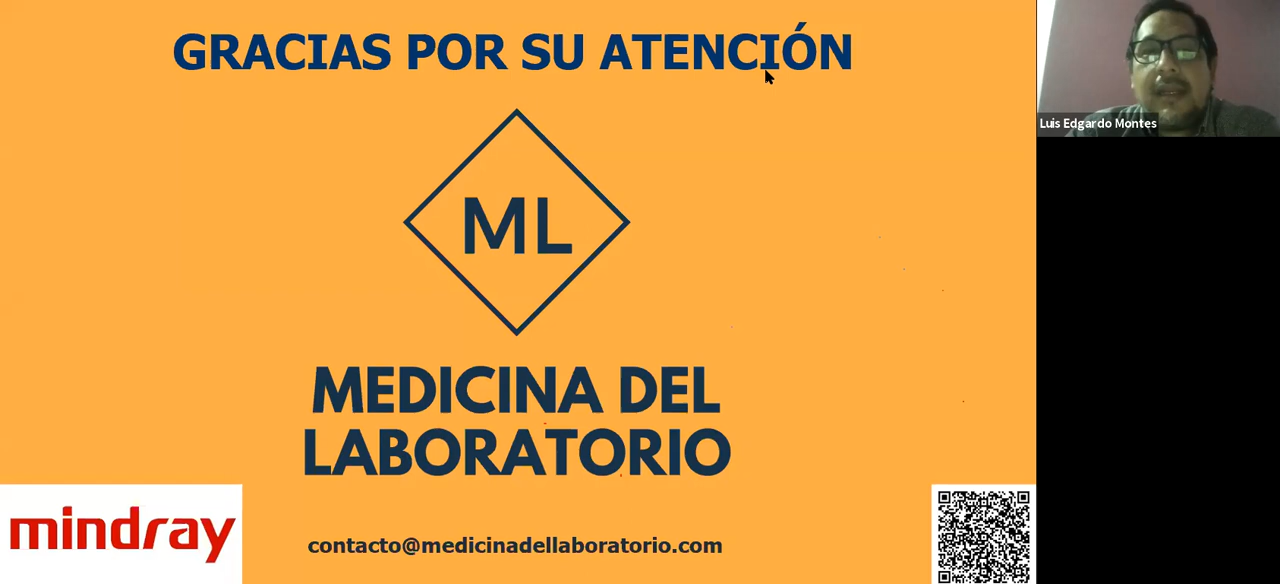 GRACIAS POR SU ATENCIÓN
Luis Edgardo Montes
ML
MEDICINA DEL
LABORATORIO
mindray
contacto@medicinadellaboratorio.com